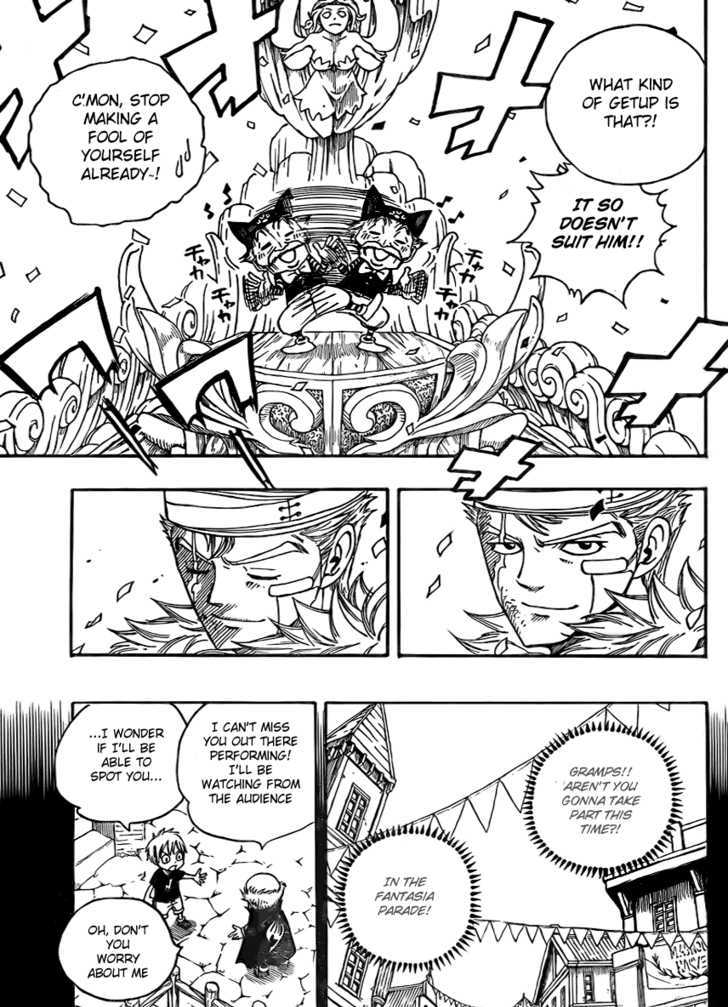 WHAT KIND
OF GETUP IS
THAT?!
IT SO
DOESN'T
SUIT HIM!!
C'MON, STOP
MAKING A
FOOL OF
YOURSELF
ALREADY~!
チャカ
チャカ
チャカ
GRAMPS!!
AREN'T YOU
GONNA TAKE
PART THIS
TIME?!
IN THE
FANTASIA
PARADE!
I CAN'T MISS
YOU OUT THERE
PERFORMING!
I'LL BE
WATCHING FROM
THE AUDIENCE
...I WONDER
IF I'LL BE
ABLE TO
SPOT YOU...
OH, DON'T
YOU
WORRY
ABOUT ME